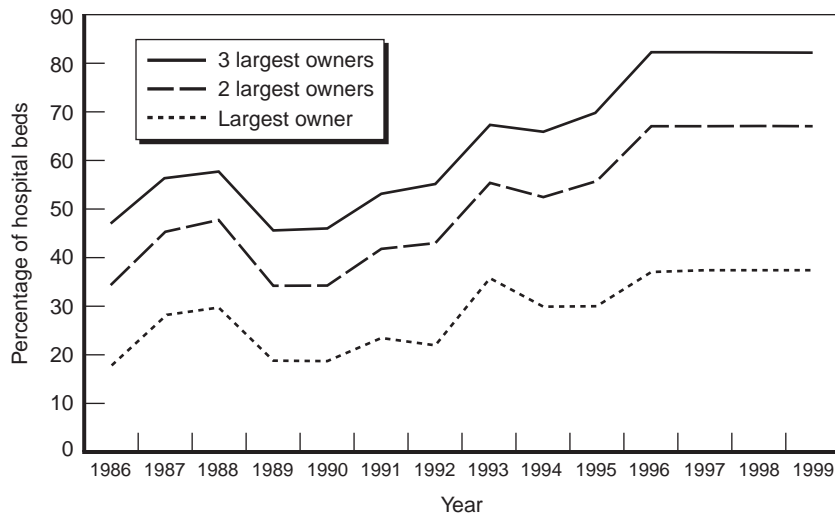 90
80
70
60
50
40
30
20
10
0
Percentage of hospital beds
3 largest owners
2 largest owners
Largest owner
1986 1987 1988 1989 1990 1991 1992 1993 1994 1995 1996 1997 1998 1999
Year